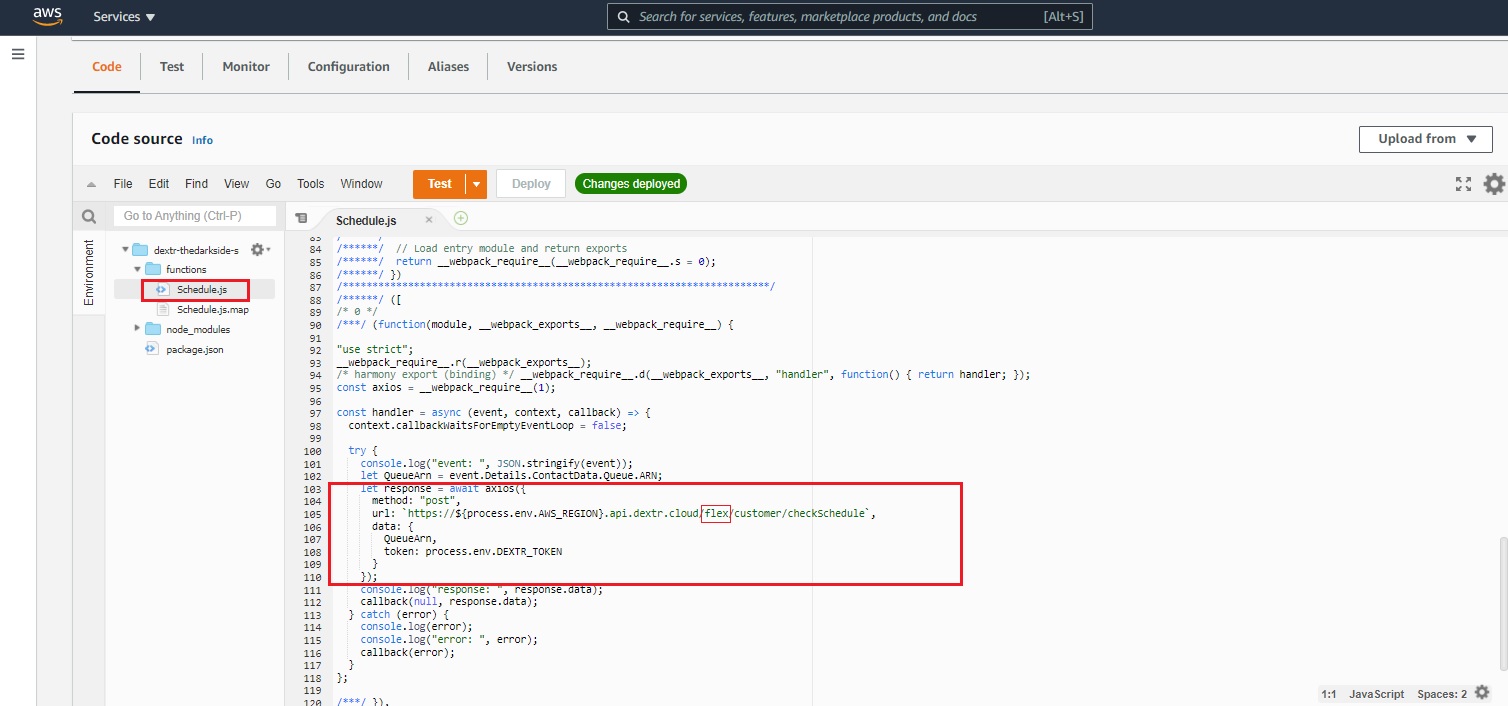 aws Services ▼ Search for services, features, marketplace products, and docs [Alt+S]
Code Test Monitor Configuration Aliases Versions
Code source Info Upload from ▼
File Edit Find View Go Tools Window Test Deploy Changes deployed
Go to Anything (Ctrl-P) Schedule.js
Environment
dextr-thedarkside-s
functions
Schedule.js
Schedule.js.map
node_modules
package.json
83
84 /******/ // Load entry module and return exports
85 /******/ return __webpack_require__(__webpack_require__.s = 0);
86 /******/ })
87 /************************************************************************/
88 /******/ ([
89 /* 0 */
90 /***/ (function(module, __webpack_exports__, __webpack_require__) {
91
92 "use strict";
93 __webpack_require__.r(__webpack_exports__);
94 /* harmony export (binding) */ __webpack_require__.d(__webpack_exports__, "handler", function() { return handler; });
95 const axios = __webpack_require__(1);
96
97 const handler = async (event, context, callback) => {
98 context.callbackWaitsForEmptyEventLoop = false;
99
100 try {
101 console.log("event: ", JSON.stringify(event));
102 let QueueArn = event.Details.ContactData.Queue.ARN;
103 let response = await axios({
104 method: "post",
105 url: `https://${process.env.AWS_REGION}.api.dextr.cloud/flex/customer/checkSchedule`,
106 data: {
107 QueueArn,
108 token: process.env.DEXTR_TOKEN
109 }
110 });
111 console.log("response: ", response.data);
112 callback(null, response.data);
113 } catch (error) {
114 console.log(error);
115 console.log("error: ", error);
116 callback(error);
117 }
118 };
119
120 /***/ }),
1:1 JavaScript Spaces: 2